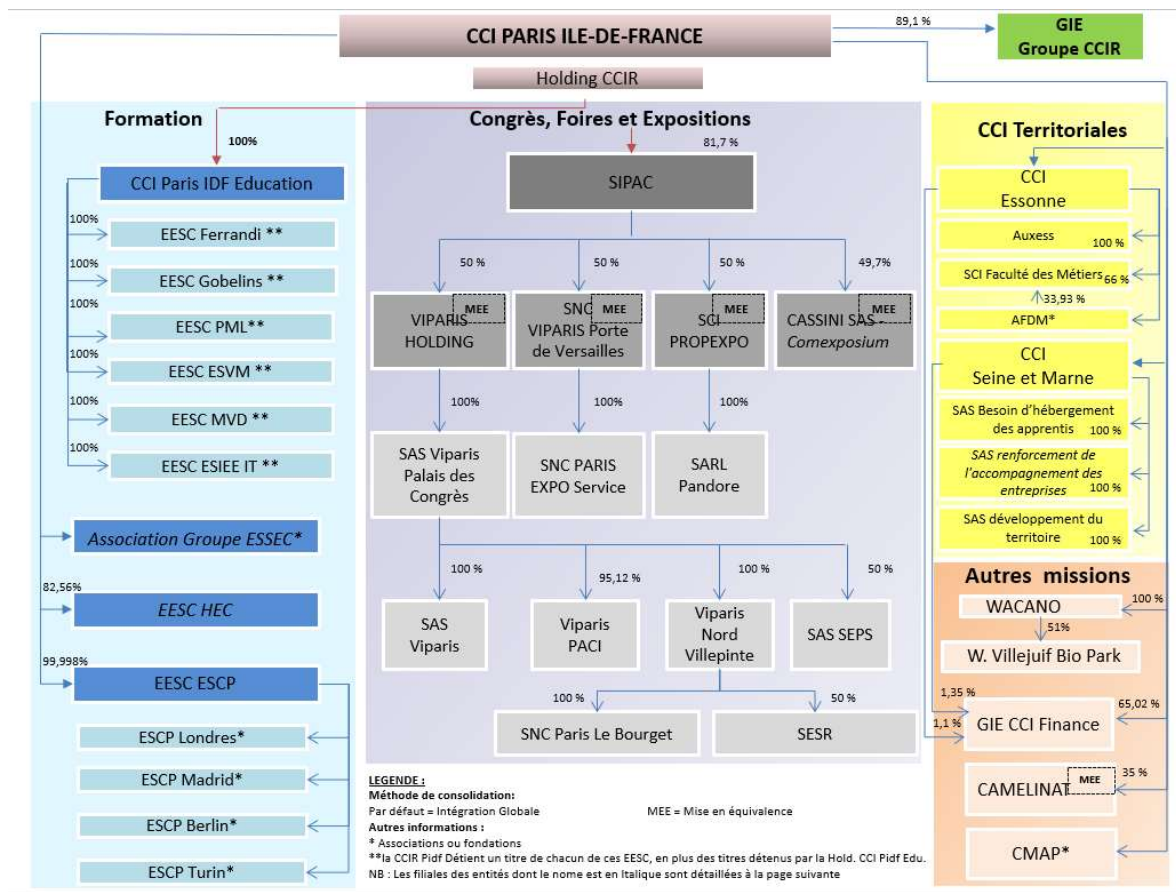 CCI PARIS ILE-DE-FRANCE
89,1 %
GIE
Groupe CCIR
Holding CCIR
Formation
100%
CCI Paris IDF Education
100%
EESC Ferrandi **
100%
EESC Gobelins **
100%
EESC PML**
100%
EESC ESVM **
100%
EESC MVD **
100%
EESC ESIEE IT **
Association Groupe ESSEC*
82,56%
EESC HEC
99,998%
EESC ESCP
ESCP Londres*
ESCP Madrid*
ESCP Berlin*
ESCP Turin*
Congrès, Foires et Expositions
81,7 %
SIPAC
50 %
50 %
50 %
49,7%
MEE
VIPARIS
HOLDING
MEE
SNC
VIPARIS Porte
de Versailles
MEE
SCI
PROPEXPO
MEE
CASSINI SAS -
Comexposium
100%
100%
100%
SAS Viparis
Palais des
Congrès
SNC PARIS
EXPO Service
SARL
Pandore
100 %
95,12 %
100 %
50 %
SAS
Viparis
Viparis
PACI
Viparis
Nord
Villepinte
SAS SEPS
100 %
50 %
SNC Paris Le Bourget
SESR
CCI Territoriales
CCI
Essonne
Auxess
100 %
SCI Faculté des Métiers
66 %
33,93 %
AFDM*
CCI
Seine et Marne
SAS Besoin d’hébergement
des apprentis
100 %
SAS renforcement de
l’accompagnement des
entreprises
100 %
SAS développement du
territoire
100 %
Autres missions
WACANO
100 %
51%
W. Villejuif Bio Park
1,35 %
65,02 %
1,1 %
GIE CCI Finance
MEE
35 %
CAMELINAT
CMAP*
LEGENDE :
Méthode de consolidation:
Par défaut = Intégration Globale MEE = Mise en équivalence
Autres informations :
* Associations ou fondations
**la CCIR Pidf Détient un titre de chacun de ces EESC, en plus des titres détenus par la Hold. CCI Pidf Edu.
NB : Les filiales des entités dont le nome est en Italique sont détaillées à la page suivante